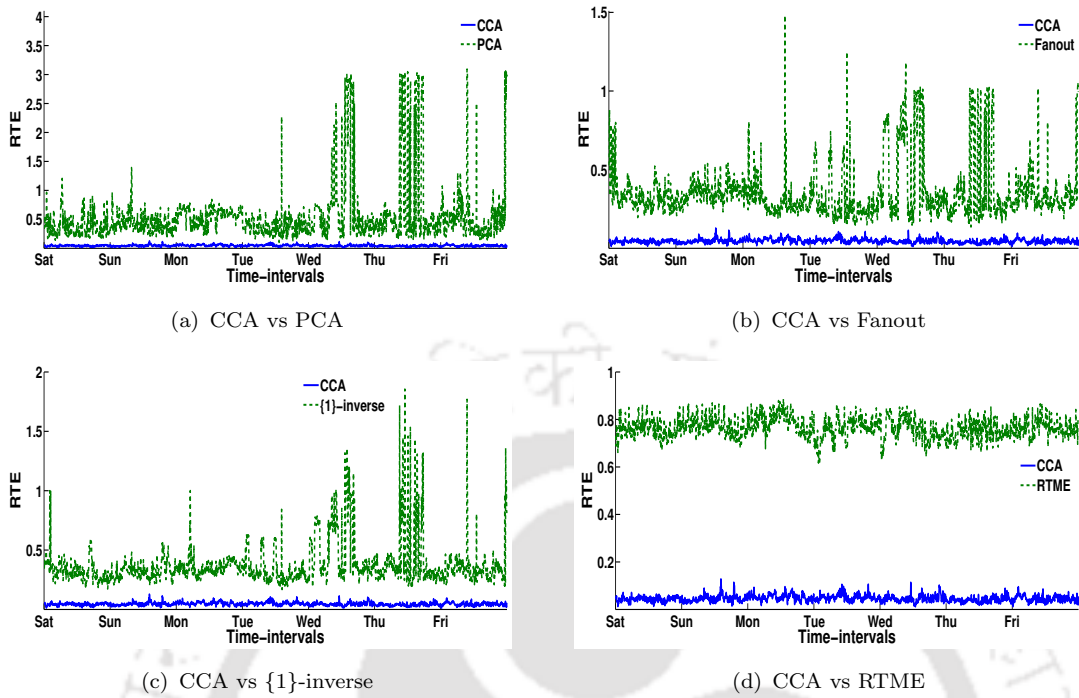 4
3.5
3
2.5
2
1.5
1
0.5
RTE
CCA
PCA
Sat Sun Mon Tue Wed Thu Fri
Time-intervals
(a) CCA vs PCA
1.5
1
0.5
RTE
CCA
Fanout
Sat Sun Mon Tue Wed Thu Fri
Time-intervals
(b) CCA vs Fanout
2
1.5
1
0.5
RTE
CCA
{1}-inverse
Sat Sun Mon Tue Wed Thu Fri
Time-intervals
(c) CCA vs {1}-inverse
1
0.8
0.6
0.4
0.2
RTE
CCA
RTME
Sat Sun Mon Tue Wed Thu Fri
Time-intervals
(d) CCA vs RTME